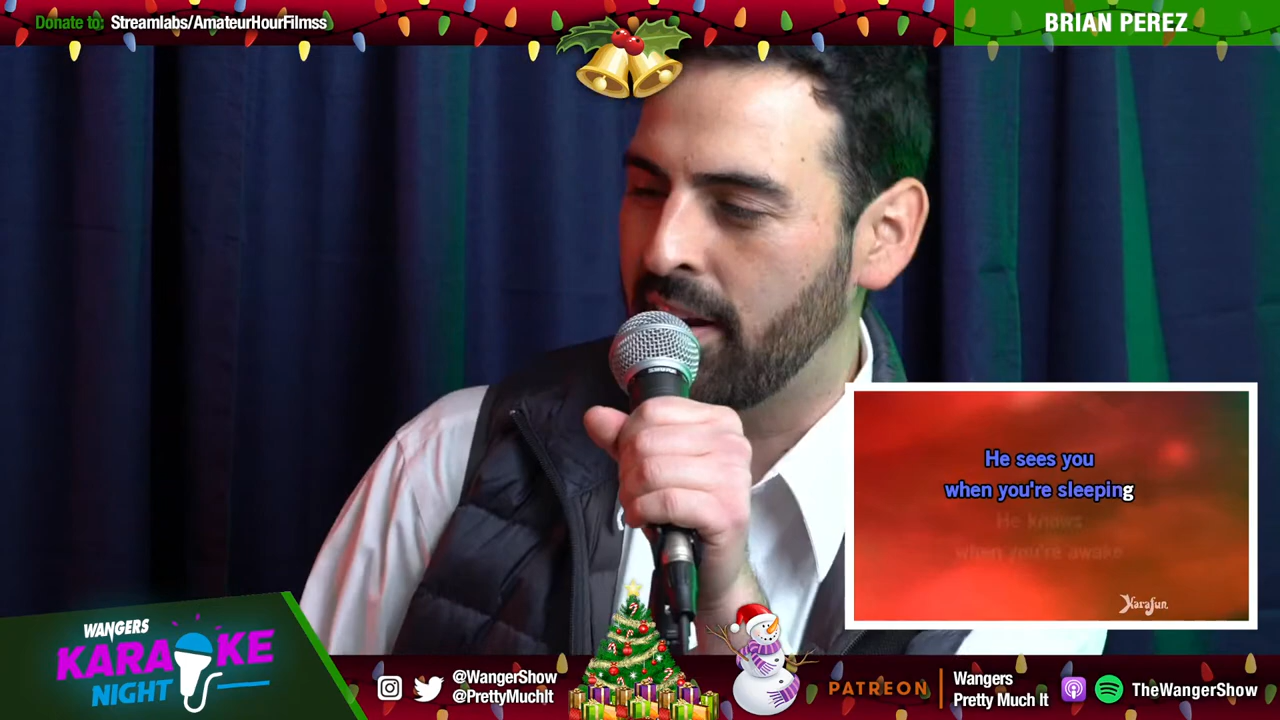 Donate to: Streamlabs/AmateurHourFilmss
BRIAN PEREZ
He sees you
when you're sleeping
He knows
when you're awake
KaraFun
WANGERS
KARAOKE
NIGHT
@WangerShow
@PrettyMuchIt
PATREON
Wangers
Pretty Much It
TheWangerShow